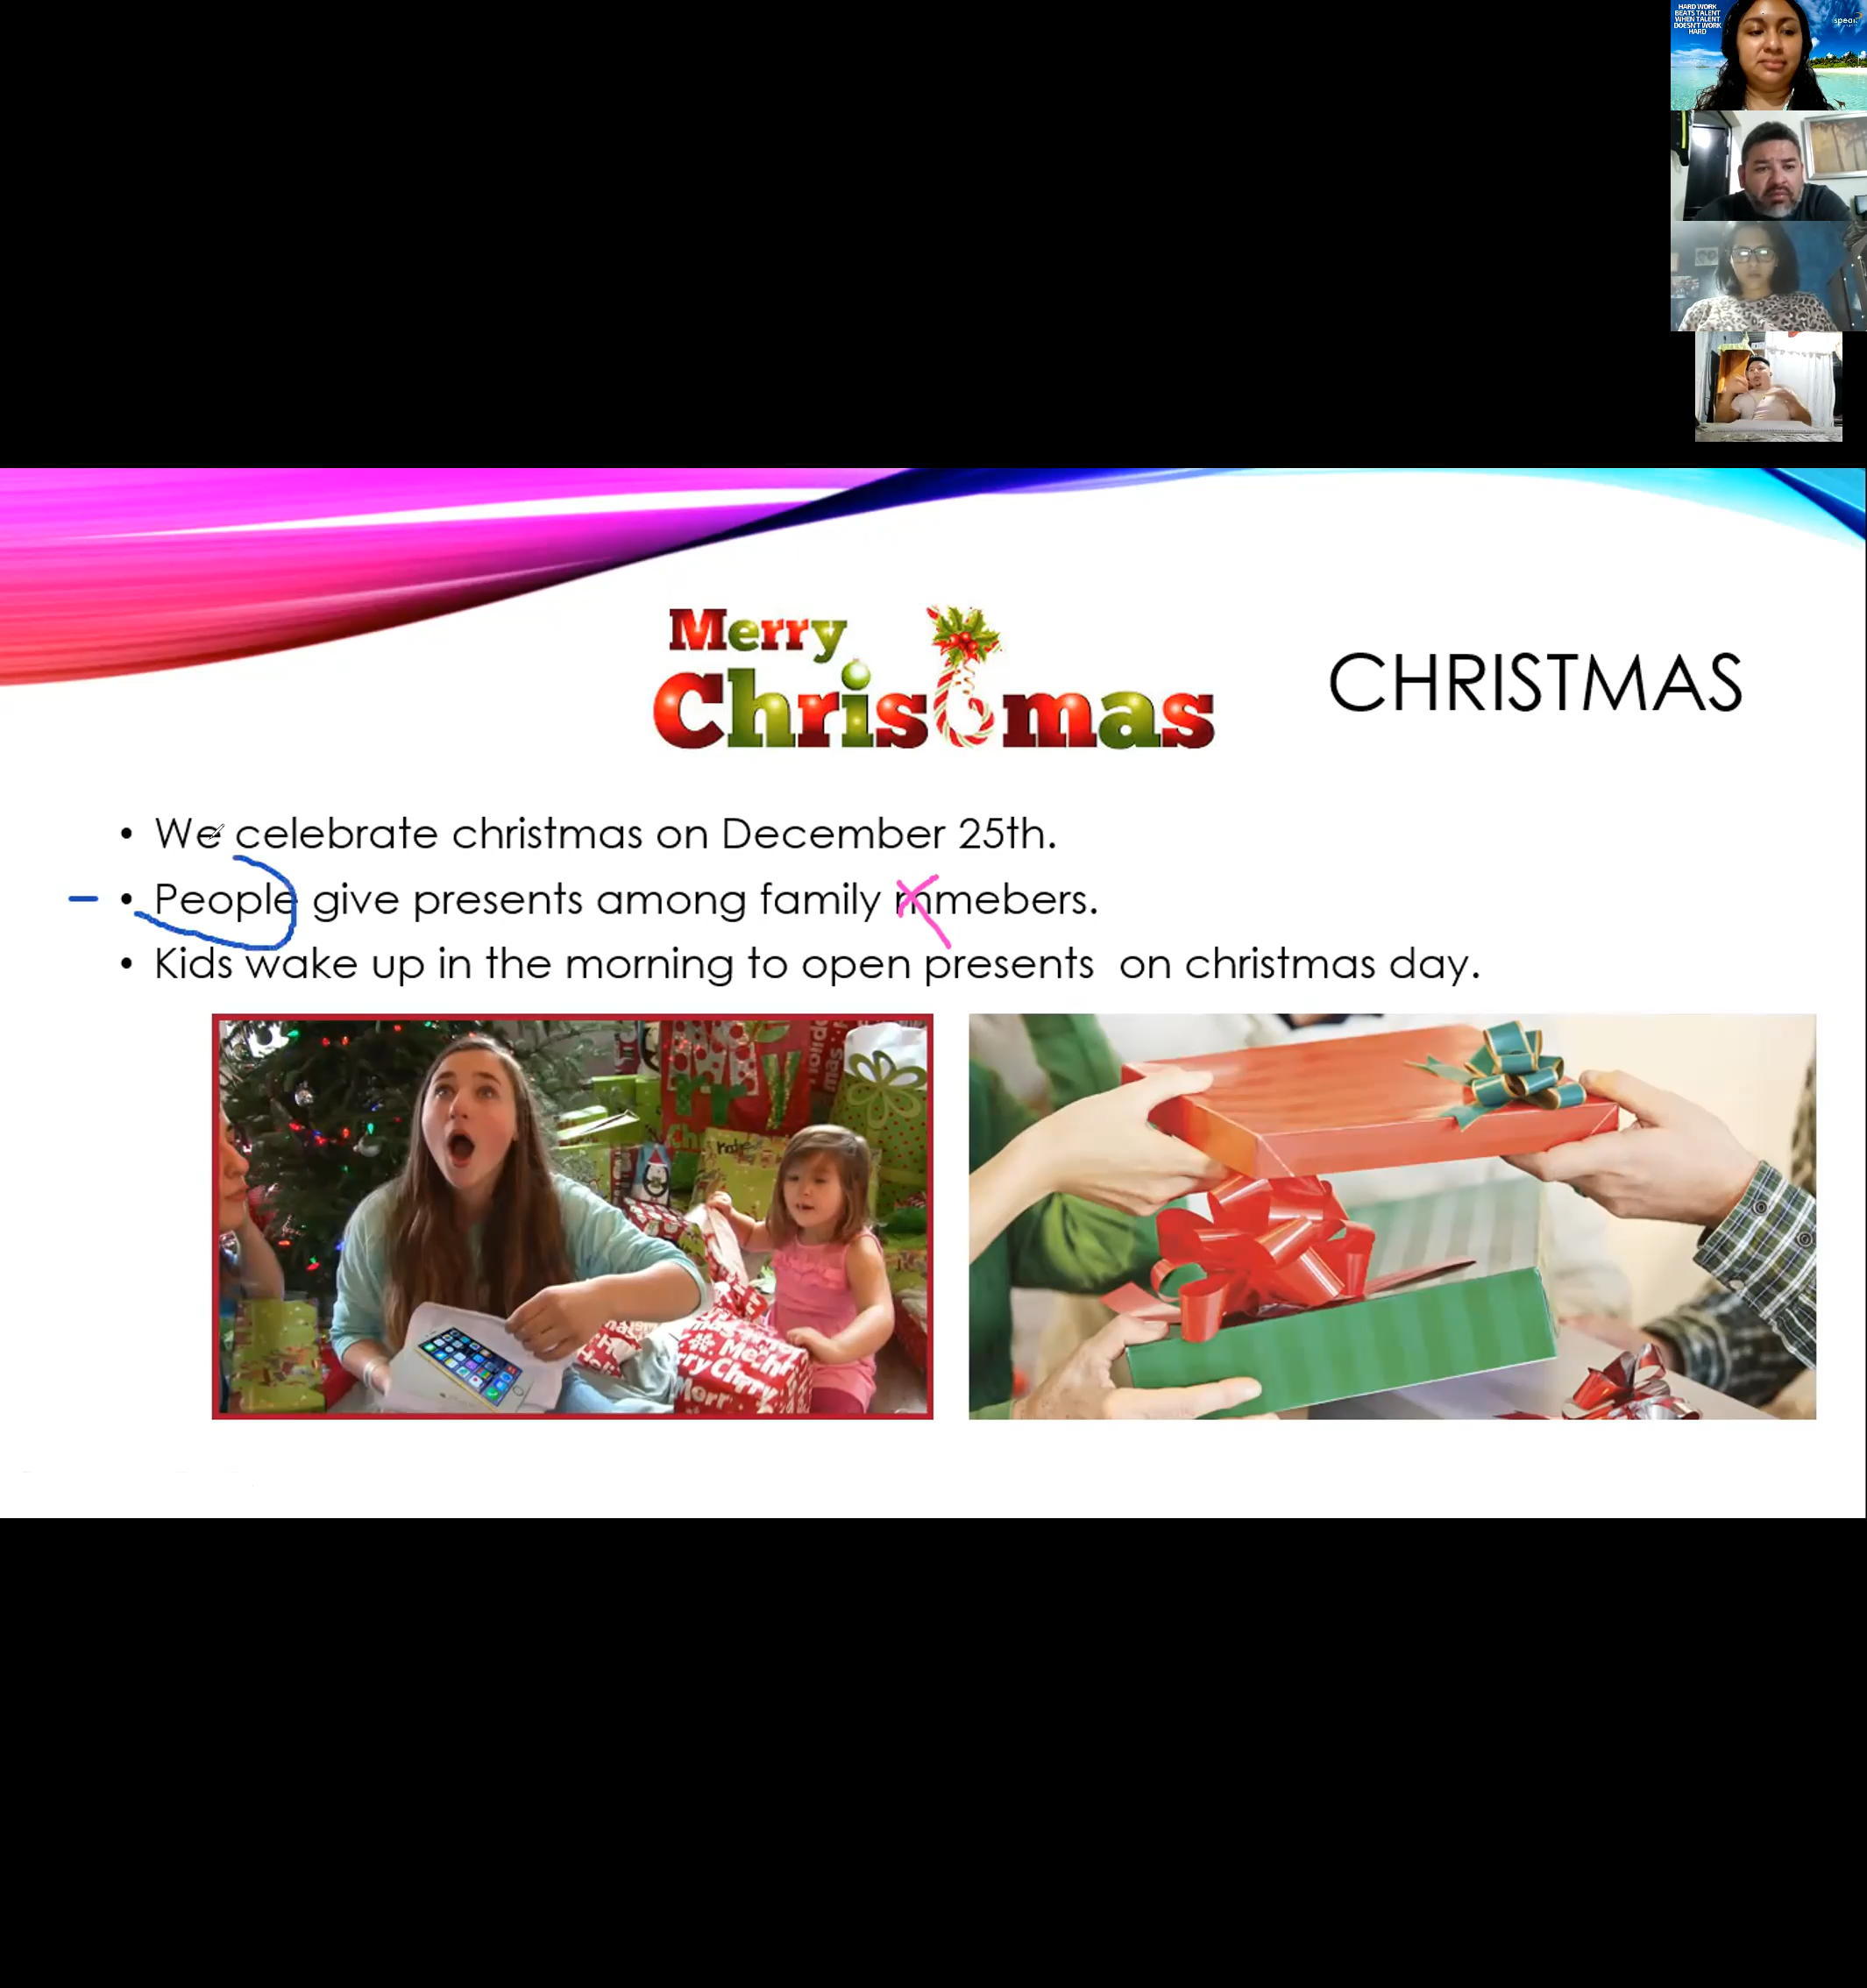 HARD WORK
BEATS TALENT
WHEN TALENT
DOESN'T WORK
HARD
Merry
Christmas
CHRISTMAS
• We celebrate christmas on December 25th.
• People give presents among family mmebers.
• Kids wake up in the morning to open presents on christmas day.